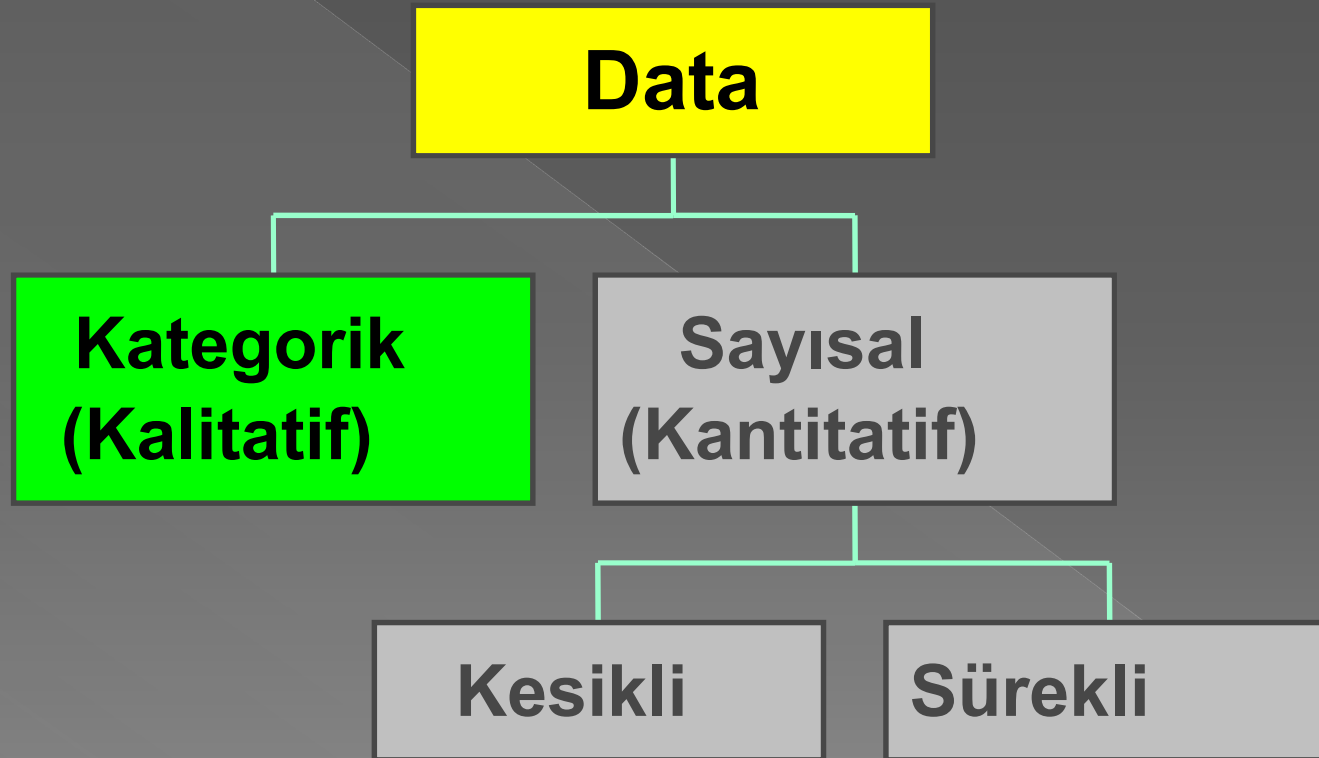 Data
Kategorik
(Kalitatif)
Sayısal
(Kantitatif)
Kesikli
Sürekli